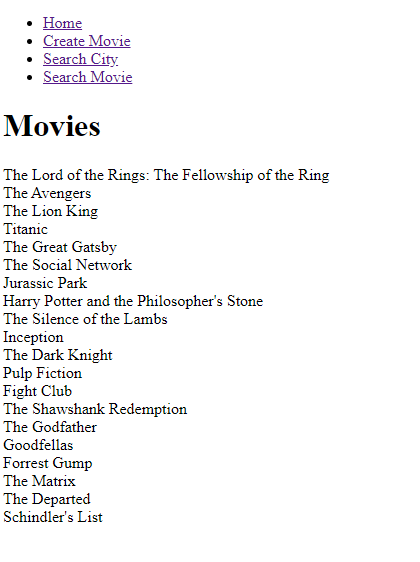 Home
Create Movie
Search City
Search Movie
Movies
The Lord of the Rings: The Fellowship of the Ring
The Avengers
The Lion King
Titanic
The Great Gatsby
The Social Network
Jurassic Park
Harry Potter and the Philosopher's Stone
The Silence of the Lambs
Inception
The Dark Knight
Pulp Fiction
Fight Club
The Shawshank Redemption
The Godfather
Goodfellas
Forrest Gump
The Matrix
The Departed
Schindler's List